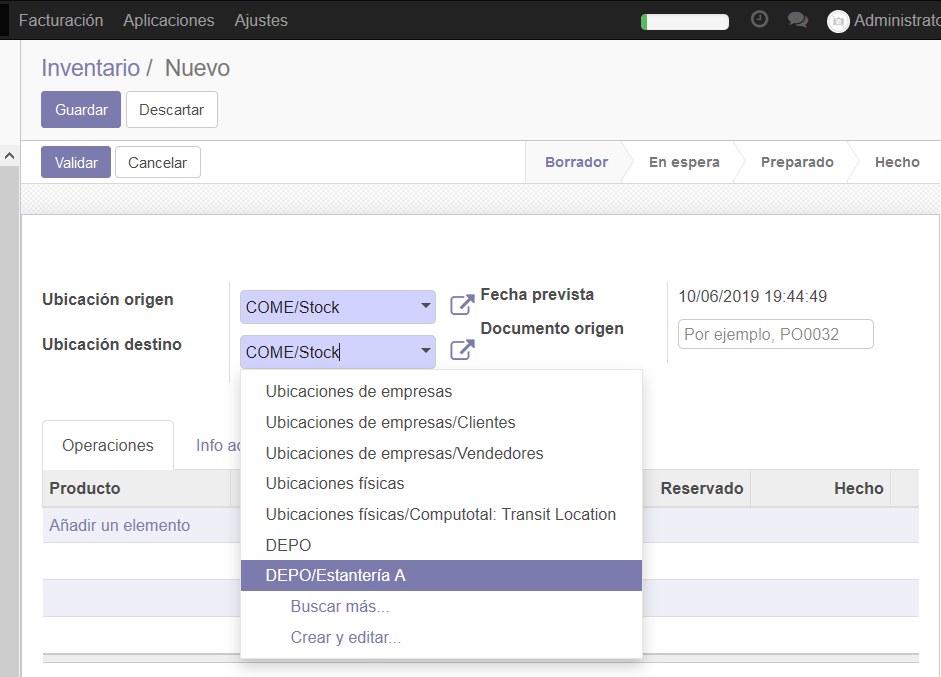 Facturación Aplicaciones Ajustes Administrato
Inventario / Nuevo
Guardar Descartar
Validar Cancelar Borrador En espera Preparado Hecho
Ubicación origen COME/Stock Fecha prevista 10/06/2019 19:44:49
Ubicación destino COME/Stock Documento origen Por ejemplo, PO0032
Ubicaciones de empresas
Ubicaciones de empresas/Clientes
Ubicaciones de empresas/Vendedores
Ubicaciones físicas
Ubicaciones físicas/Computotal: Transit Location
DEPO
DEPO/Estantería A
Buscar más...
Crear y editar...
Operaciones Info ad
Producto Reservado Hecho
Añadir un elemento